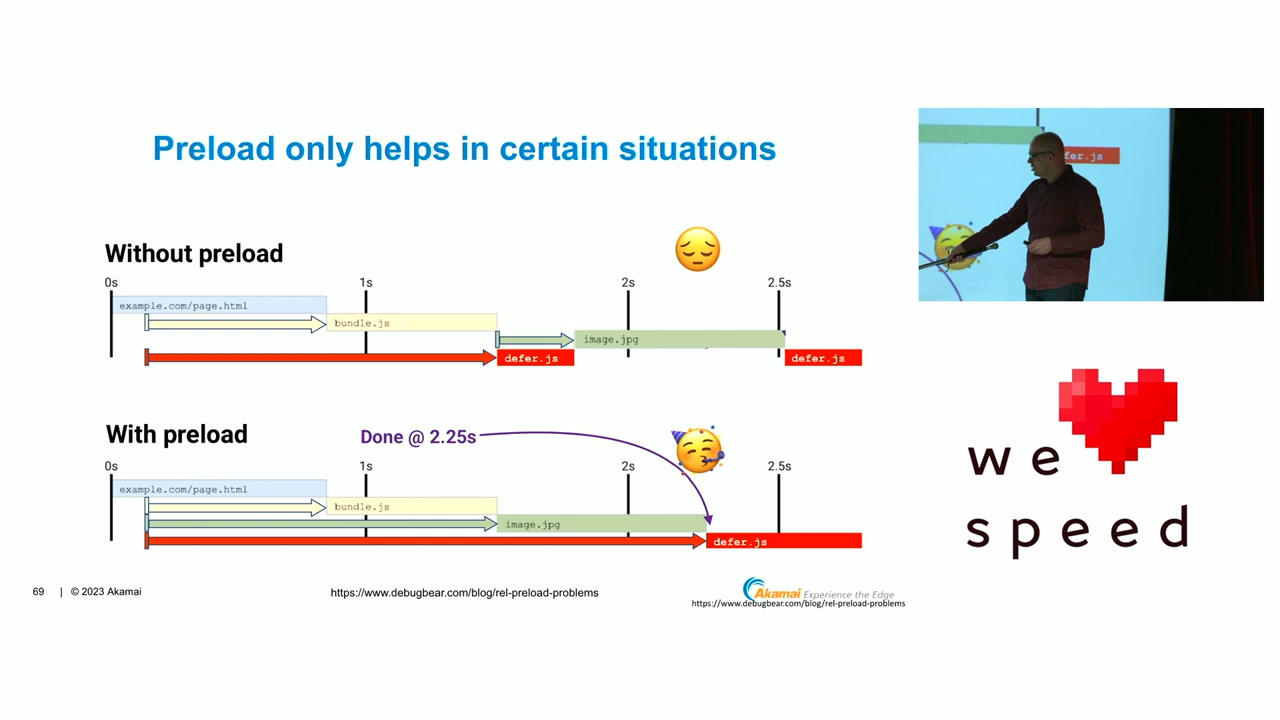 Preload only helps in certain situations
Without preload
0s 1s 2s 2.5s
example.com/page.html
bundle.js
image.jpg
defer.js defer.js
With preload
Done @ 2.25s
0s 1s 2s 2.5s
example.com/page.html
bundle.js
image.jpg
defer.js
69 | © 2023 Akamai
https://www.debugbear.com/blog/rel-preload-problems
Akamai Experience the Edge
https://www.debugbear.com/blog/rel-preload-problems
fer.js
we
speed